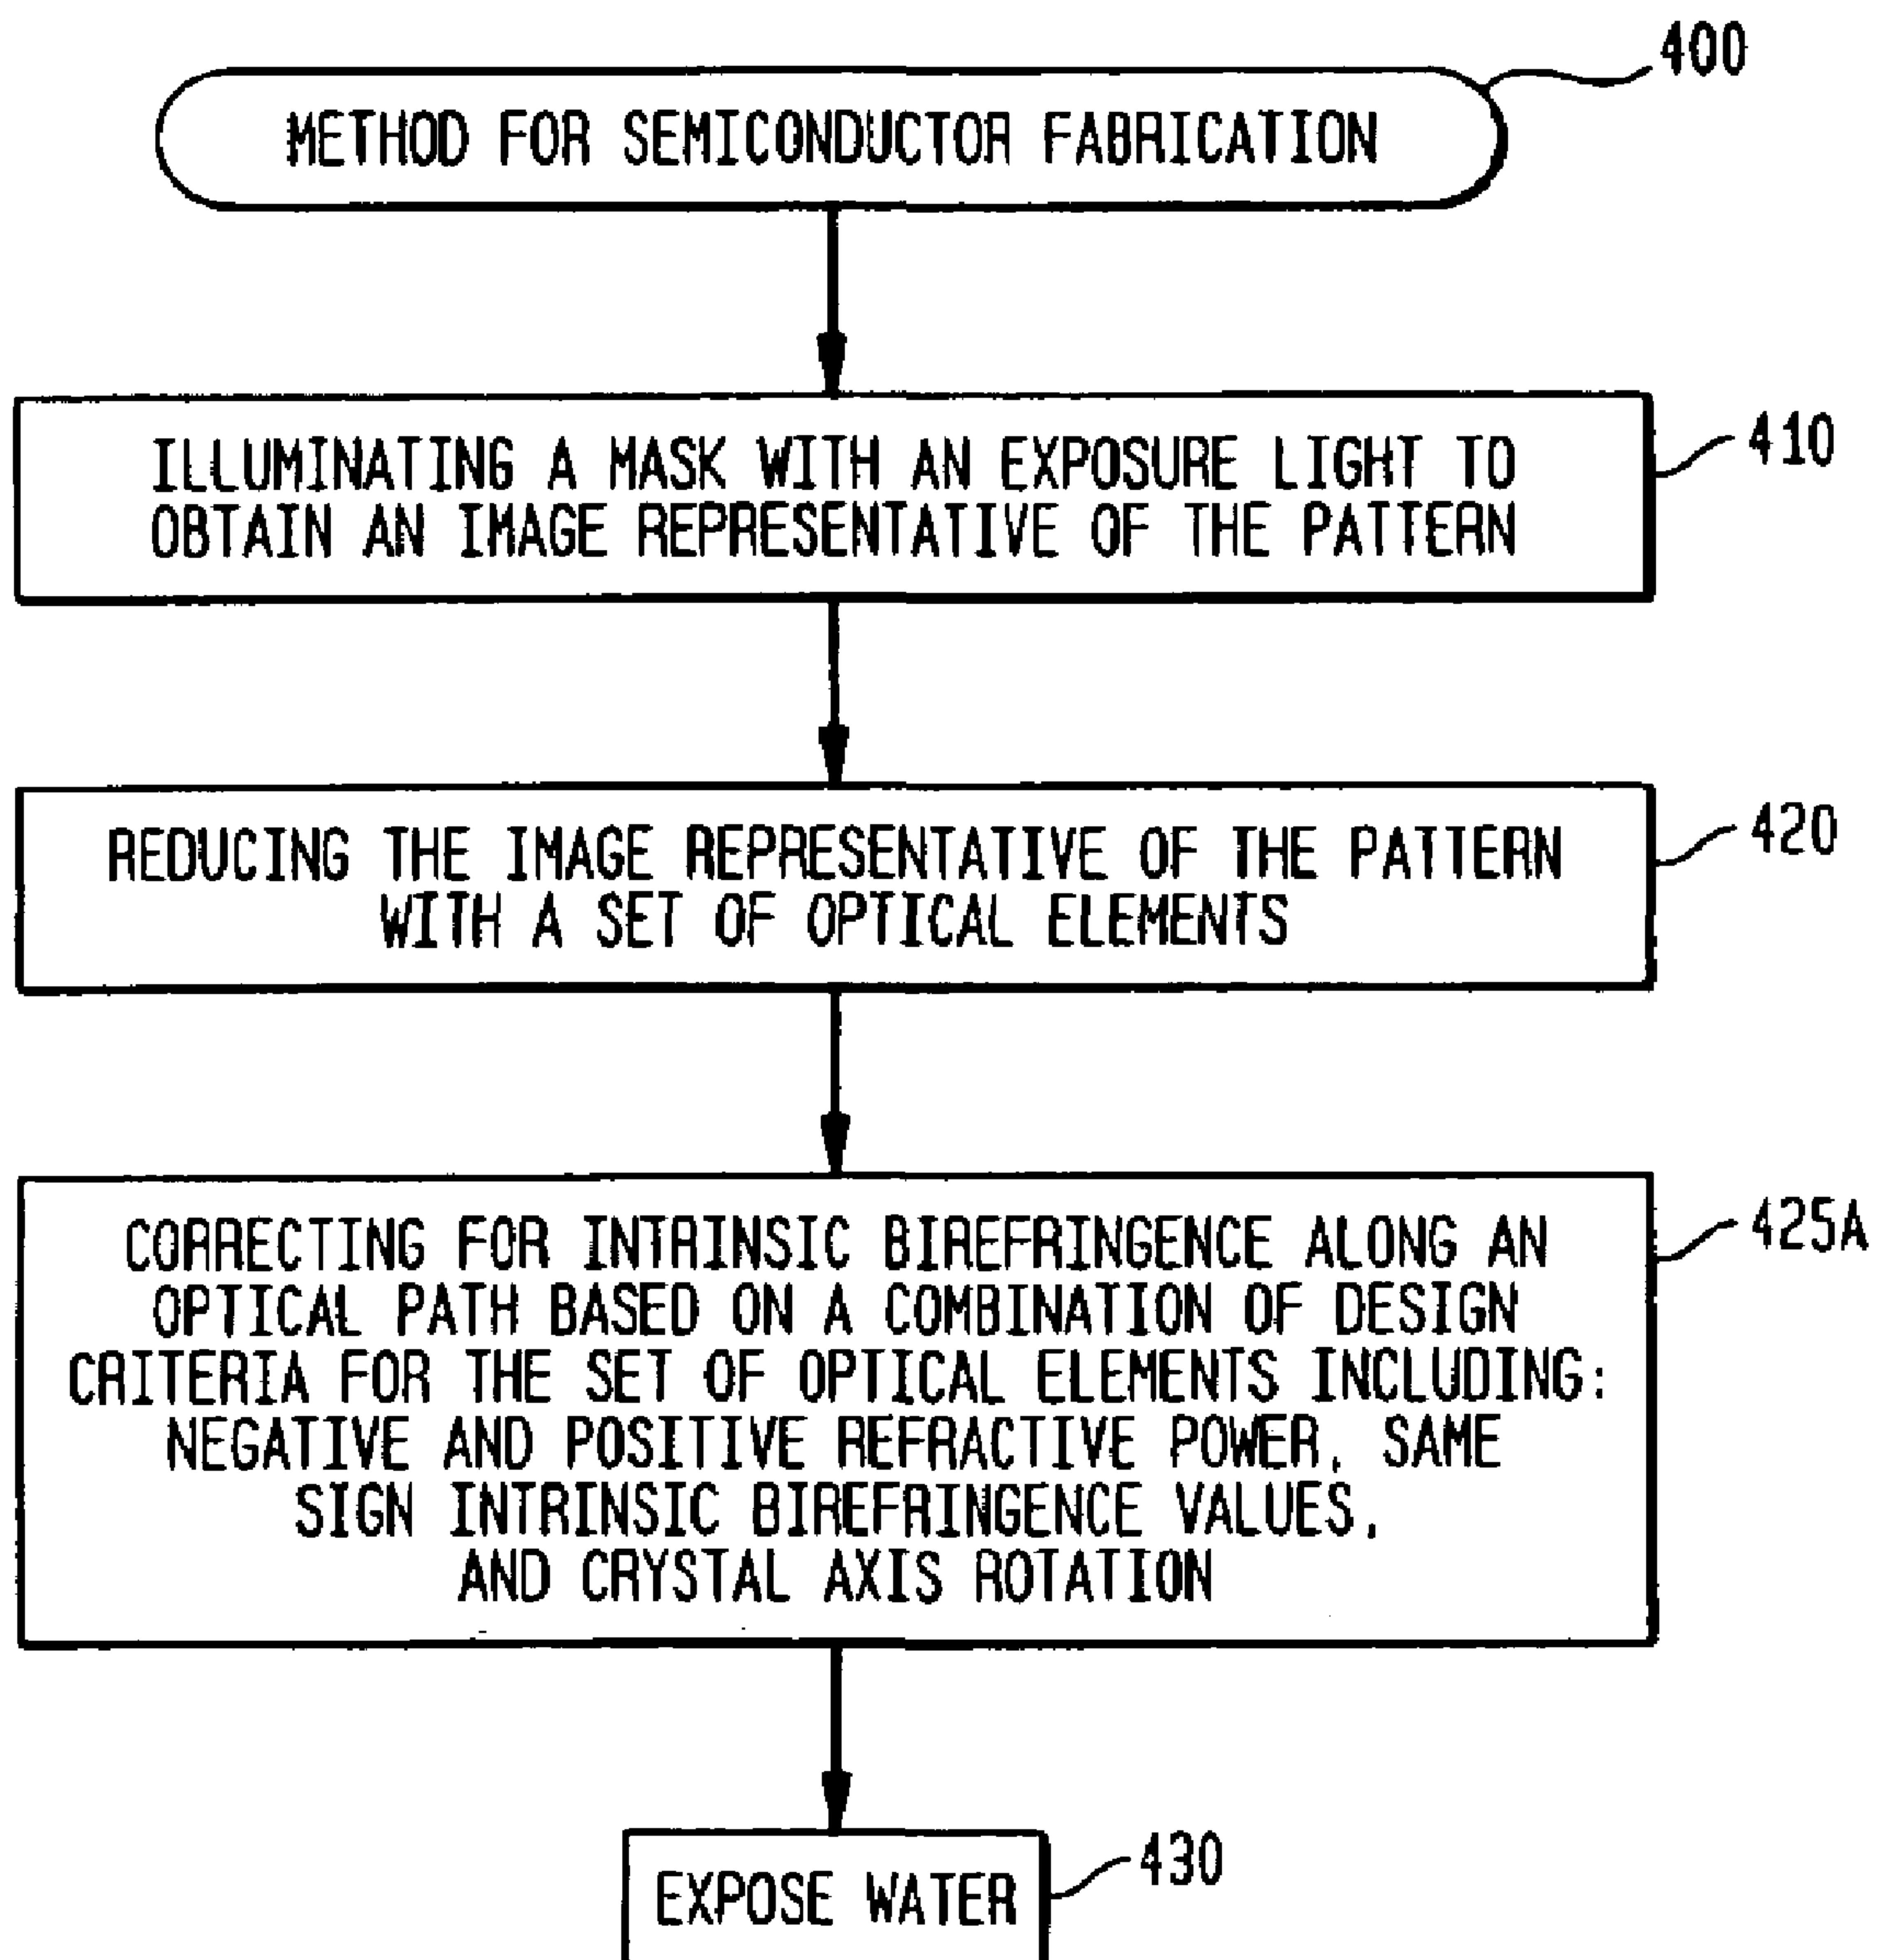 400
METHOD FOR SEMICONDUCTOR FABRICATION
410
ILLUMINATING A MASK WITH AN EXPOSURE LIGHT TO
OBTAIN AN IMAGE REPRESENTATIVE OF THE PATTERN
420
REDUCING THE IMAGE REPRESENTATIVE OF THE PATTERN
WITH A SET OF OPTICAL ELEMENTS
425A
CORRECTING FOR INTRINSIC BIREFRINGENCE ALONG AN
OPTICAL PATH BASED ON A COMBINATION OF DESIGN
CRITERIA FOR THE SET OF OPTICAL ELEMENTS INCLUDING:
NEGATIVE AND POSITIVE REFRACTIVE POWER, SAME
SIGN INTRINSIC BIREFRINGENCE VALUES,
AND CRYSTAL AXIS ROTATION
430
EXPOSE WATER